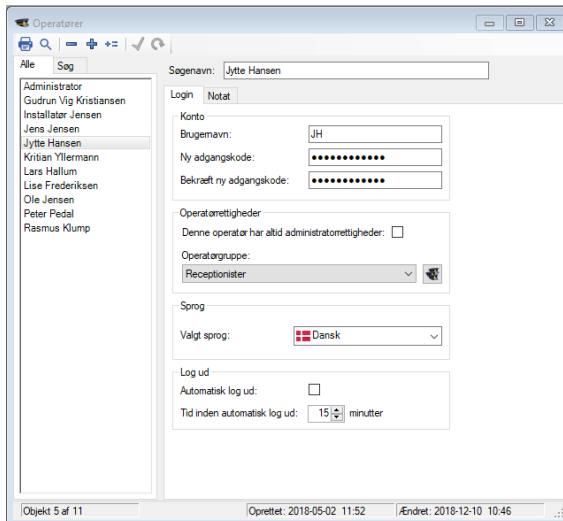 Operatører
Alle
Søg
Administrator
Gudrun Vig Kristiansen
Installatør Jensen
Jens Jensen
Jytte Hansen
Kritian Yllermann
Lars Hallum
Lise Frederiksen
Ole Jensen
Peter Pedal
Rasmus Klump
Søgenavn: Jytte Hansen
Login
Notat
Konto
Brugernavn: JH
Ny adgangskode: ●●●●●●●●●●●●
Bekræft ny adgangskode: ●●●●●●●●●●●●
Operatørrettigheder
Denne operatør har altid administratorrettigheder:
Operatørgruppe:
Receptionister
Sprog
Valgt sprog: Dansk
Log ud
Automatisk log ud:
Tid inden automatisk log ud: 15 minutter
Objekt 5 af 11
Oprettet: 2018-05-02 11:52
Ændret: 2018-12-10 10:46